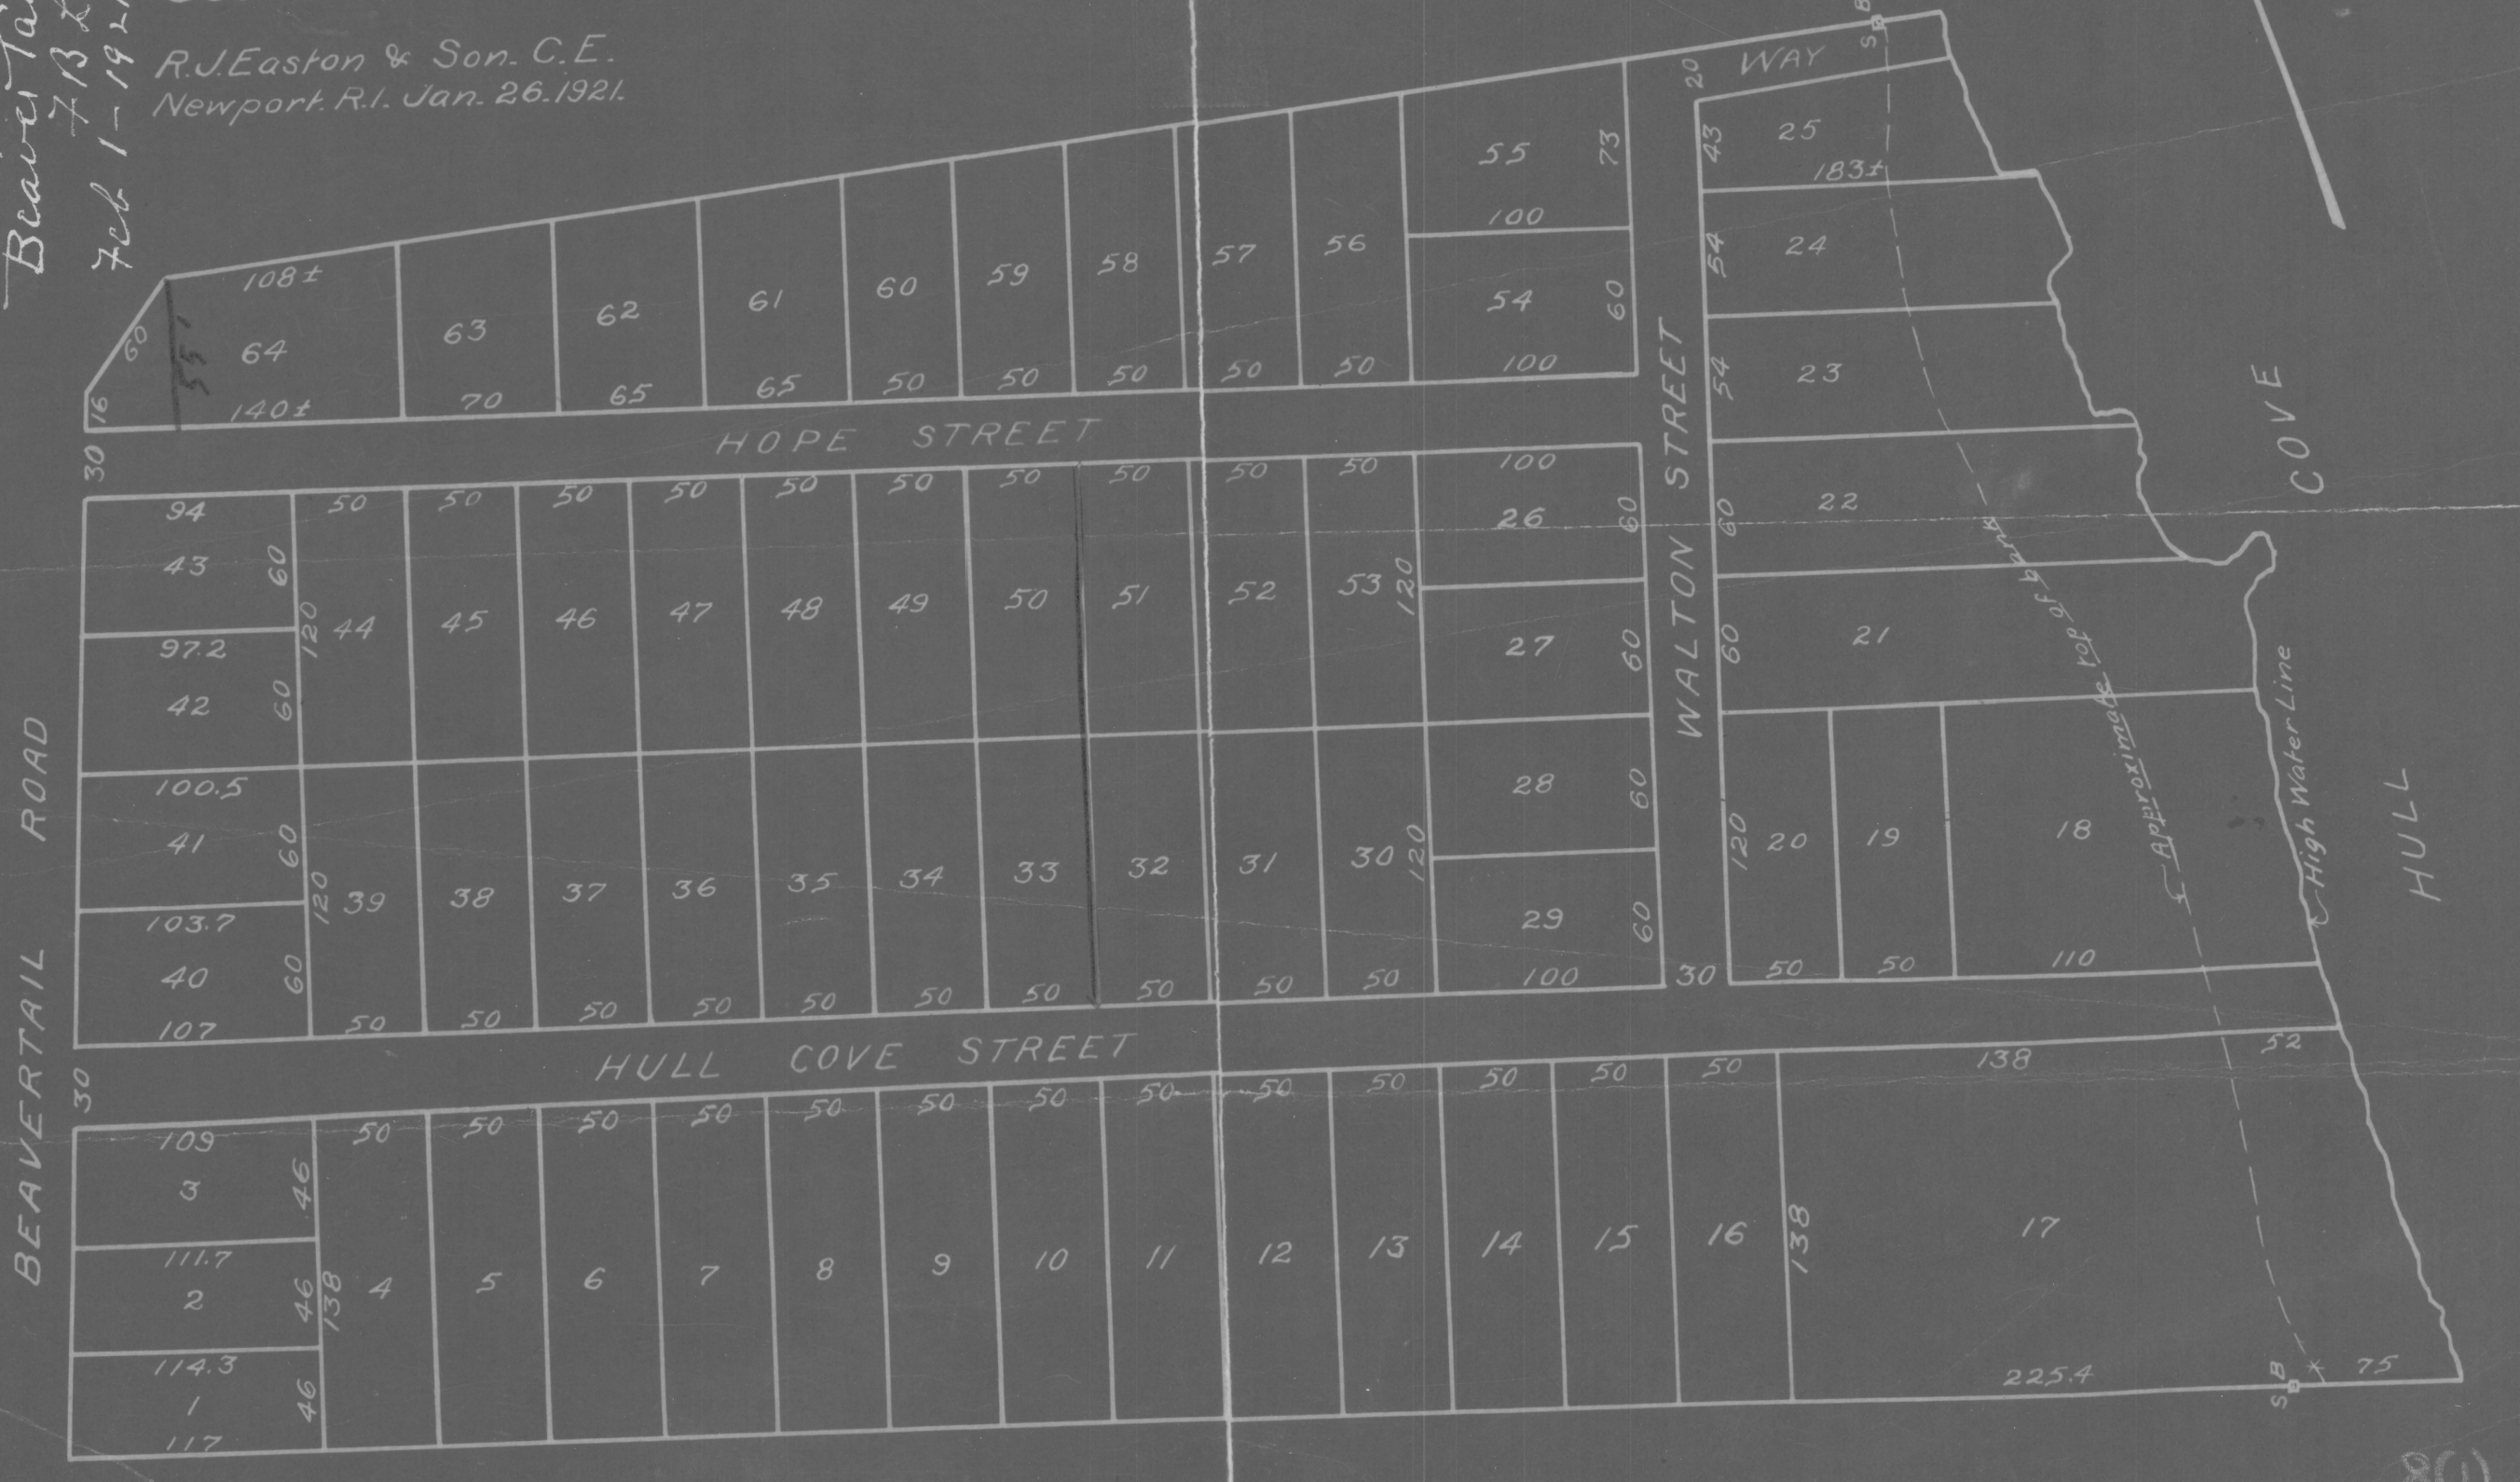 7 B
Feb 1 - 1921
R.J.Easton & Son. C.E.
Newport. R.I. Jan. 26. 1921.
S B
20 WAY
43 25
183±
54 24
54 23
60 22
60 21
120 20 19 18
50 50 110
55 73
100
54 60
100
108±
60 55' 64 63 62 61 60 59 58 57 56
16 140± 70 65 65 50 50 50 50 50
30 HOPE STREET
WALTON STREET
94 50 50 50 50 50 50 50 50 50 50 100
43 60 26 60
120 44 45 46 47 48 49 50 51 52 53 120
97.2
42 60 27 60
100.5
41 60 28 60
120 39 38 37 36 35 34 33 32 31 30 120
103.7
40 60 29 60
107 50 50 50 50 50 50 50 50 50 50 100 30
BEAVERTAIL ROAD
30 HULL COVE STREET
109 50 50 50 50 50 50 50 50 50 50 50 50 50 138 52
3 46
111.7
2 46 138 4 5 6 7 8 9 10 11 12 13 14 15 16 138 17
114.3
1 46
117 225.4 S B 75
Approximate top of bank
High Water Line
HULL COVE